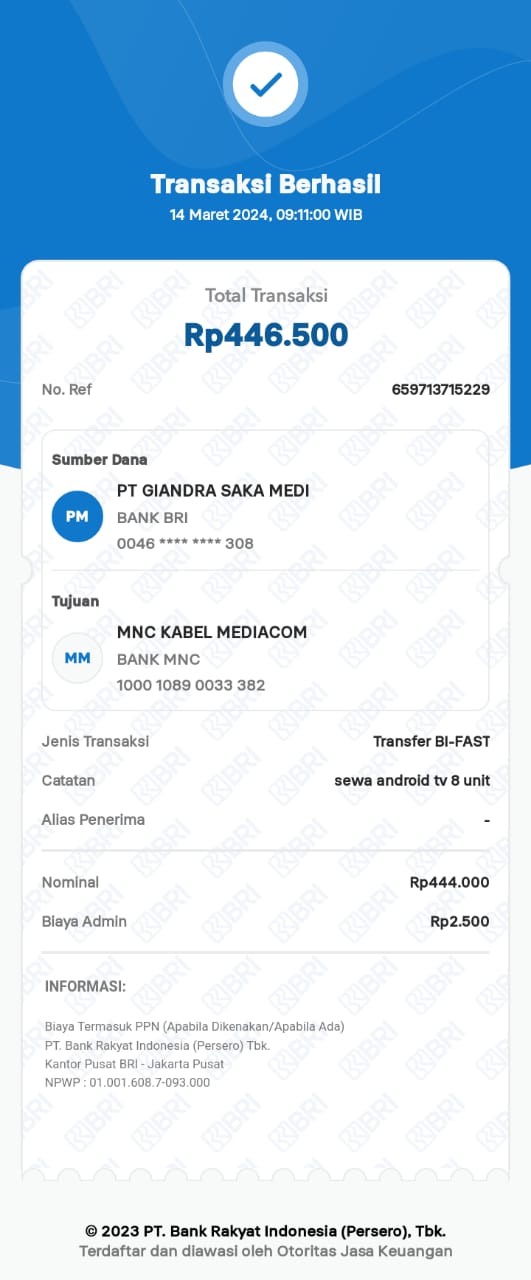 Transaksi Berhasil
14 Maret 2024, 09:11:00 WIB
Total Transaksi
Rp446.500
No. Ref 659713715229
Sumber Dana
PM
PT GIANDRA SAKA MEDI
BANK BRI
0046 **** **** 308
Tujuan
MM
MNC KABEL MEDIACOM
BANK MNC
1000 1089 0033 382
Jenis Transaksi Transfer BI-FAST
Catatan sewa android tv 8 unit
Alias Penerima -
Nominal Rp444.000
Biaya Admin Rp2.500
INFORMASI:
Biaya Termasuk PPN (Apabila Dikenakan/Apabila Ada)
PT. Bank Rakyat Indonesia (Persero) Tbk.
Kantor Pusat BRI - Jakarta Pusat
NPWP : 01.001.608.7-093.000
© 2023 PT. Bank Rakyat Indonesia (Persero), Tbk.
Terdaftar dan diawasi oleh Otoritas Jasa Keuangan